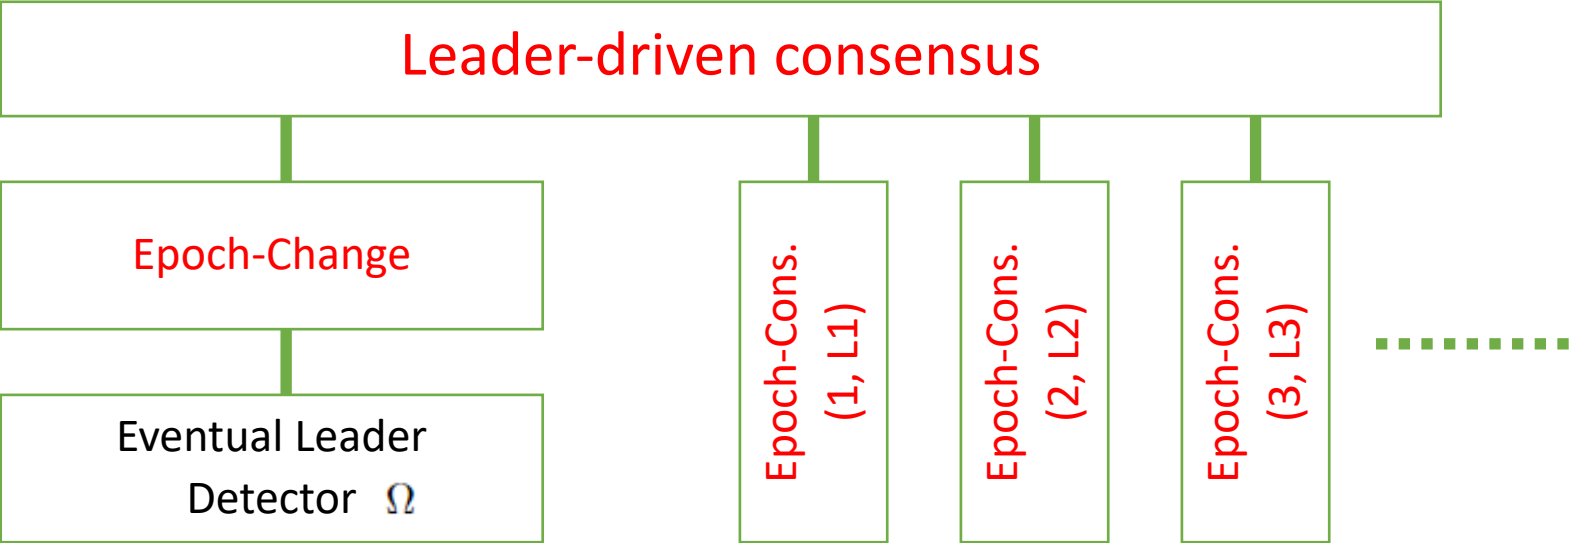 Leader-driven consensus
Epoch-Change
Eventual Leader
Detector Ω
Epoch-Cons.
(1, L1)
Epoch-Cons.
(2, L2)
Epoch-Cons.
(3, L3)